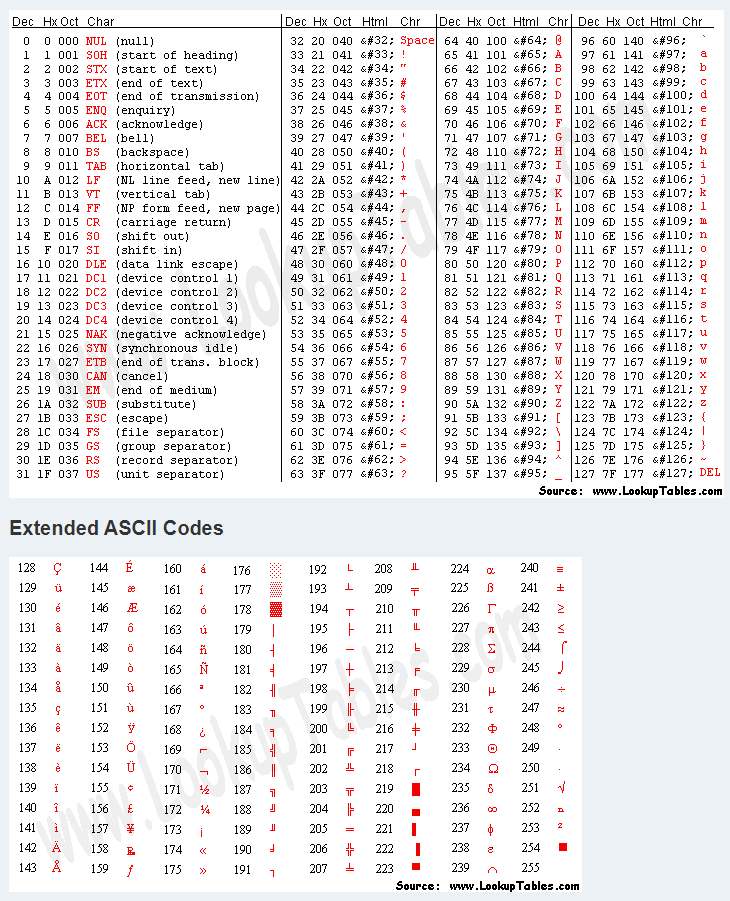 Dec Hx Oct Char Dec Hx Oct Html Chr Dec Hx Oct Html Chr Dec Hx Oct Html Chr
0 0 000 NUL (null) 32 20 040 &#32; Space 64 40 100 &#64; @ 96 60 140 &#96; `
1 1 001 SOH (start of heading) 33 21 041 &#33; ! 65 41 101 &#65; A 97 61 141 &#97; a
2 2 002 STX (start of text) 34 22 042 &#34; " 66 42 102 &#66; B 98 62 142 &#98; b
3 3 003 ETX (end of text) 35 23 043 &#35; # 67 43 103 &#67; C 99 63 143 &#99; c
4 4 004 EOT (end of transmission) 36 24 044 &#36; $ 68 44 104 &#68; D 100 64 144 &#100; d
5 5 005 ENQ (enquiry) 37 25 045 &#37; % 69 45 105 &#69; E 101 65 145 &#101; e
6 6 006 ACK (acknowledge) 38 26 046 &#38; & 70 46 106 &#70; F 102 66 146 &#102; f
7 7 007 BEL (bell) 39 27 047 &#39; ' 71 47 107 &#71; G 103 67 147 &#103; g
8 8 010 BS (backspace) 40 28 050 &#40; ( 72 48 110 &#72; H 104 68 150 &#104; h
9 9 011 TAB (horizontal tab) 41 29 051 &#41; ) 73 49 111 &#73; I 105 69 151 &#105; i
10 A 012 LF (NL line feed, new line) 42 2A 052 &#42; * 74 4A 112 &#74; J 106 6A 152 &#106; j
11 B 013 VT (vertical tab) 43 2B 053 &#43; + 75 4B 113 &#75; K 107 6B 153 &#107; k
12 C 014 FF (NP form feed, new page) 44 2C 054 &#44; , 76 4C 114 &#76; L 108 6C 154 &#108; l
13 D 015 CR (carriage return) 45 2D 055 &#45; - 77 4D 115 &#77; M 109 6D 155 &#109; m
14 E 016 SO (shift out) 46 2E 056 &#46; . 78 4E 116 &#78; N 110 6E 156 &#110; n
15 F 017 SI (shift in) 47 2F 057 &#47; / 79 4F 117 &#79; O 111 6F 157 &#111; o
16 10 020 DLE (data link escape) 48 30 060 &#48; 0 80 50 120 &#80; P 112 70 160 &#112; p
17 11 021 DC1 (device control 1) 49 31 061 &#49; 1 81 51 121 &#81; Q 113 71 161 &#113; q
18 12 022 DC2 (device control 2) 50 32 062 &#50; 2 82 52 122 &#82; R 114 72 162 &#114; r
19 13 023 DC3 (device control 3) 51 33 063 &#51; 3 83 53 123 &#83; S 115 73 163 &#115; s
20 14 024 DC4 (device control 4) 52 34 064 &#52; 4 84 54 124 &#84; T 116 74 164 &#116; t
21 15 025 NAK (negative acknowledge) 53 35 065 &#53; 5 85 55 125 &#85; U 117 75 165 &#117; u
22 16 026 SYN (synchronous idle) 54 36 066 &#54; 6 86 56 126 &#86; V 118 76 166 &#118; v
23 17 027 ETB (end of trans. block) 55 37 067 &#55; 7 87 57 127 &#87; W 119 77 167 &#119; w
24 18 030 CAN (cancel) 56 38 070 &#56; 8 88 58 130 &#88; X 120 78 170 &#120; x
25 19 031 EM (end of medium) 57 39 071 &#57; 9 89 59 131 &#89; Y 121 79 171 &#121; y
26 1A 032 SUB (substitute) 58 3A 072 &#58; : 90 5A 132 &#90; Z 122 7A 172 &#122; z
27 1B 033 ESC (escape) 59 3B 073 &#59; ; 91 5B 133 &#91; [ 123 7B 173 &#123; {
28 1C 034 FS (file separator) 60 3C 074 &#60; < 92 5C 134 &#92; \ 124 7C 174 &#124; |
29 1D 035 GS (group separator) 61 3D 075 &#61; = 93 5D 135 &#93; ] 125 7D 175 &#125; }
30 1E 036 RS (record separator) 62 3E 076 &#62; > 94 5E 136 &#94; ^ 126 7E 176 &#126; ~
31 1F 037 US (unit separator) 63 3F 077 &#63; ? 95 5F 137 &#95; _ 127 7F 177 &#127; DEL
Source: www.LookupTables.com
Extended ASCII Codes
128 Ç 144 É 160 á 176 ░ 192 └ 208 ╨ 224 α 240 ≡
129 ü 145 æ 161 í 177 ▒ 193 ┴ 209 ╤ 225 ß 241 ±
130 é 146 Æ 162 ó 178 ▓ 194 ┬ 210 ╥ 226 Γ 242 ≥
131 â 147 ô 163 ú 179 │ 195 ├ 211 ╙ 227 π 243 ≤
132 ä 148 ö 164 ñ 180 ┤ 196 ─ 212 ╘ 228 Σ 244 ⌠
133 à 149 ò 165 Ñ 181 ╡ 197 ┼ 213 ╒ 229 σ 245 ⌡
134 å 150 û 166 ª 182 ╢ 198 ╞ 214 ╓ 230 µ 246 ÷
135 ç 151 ù 167 º 183 ╖ 199 ╟ 215 ╫ 231 τ 247 ≈
136 ê 152 ÿ 168 ¿ 184 ╕ 200 ╚ 216 ╪ 232 Φ 248 °
137 ë 153 Ö 169 ⌐ 185 ╣ 201 ╔ 217 ┘ 233 Θ 249 ∙
138 è 154 Ü 170 ¬ 186 ║ 202 ╩ 218 ┌ 234 Ω 250 ·
139 ï 155 ¢ 171 ½ 187 ╗ 203 ╦ 219 █ 235 δ 251 √
140 î 156 £ 172 ¼ 188 ╝ 204 ╠ 220 ▄ 236 ∞ 252 ⁿ
141 ì 157 ¥ 173 ¡ 189 ╜ 205 ═ 221 ▌ 237 φ 253 ²
142 Ä 158 ₧ 174 « 190 ╛ 206 ╬ 222 ▐ 238 ε 254 ■
143 Å 159 ƒ 175 » 191 ┐ 207 ╧ 223 ▀ 239 ∩ 255
Source: www.LookupTables.com
www.LookupTables.com
www.LookupTables.com